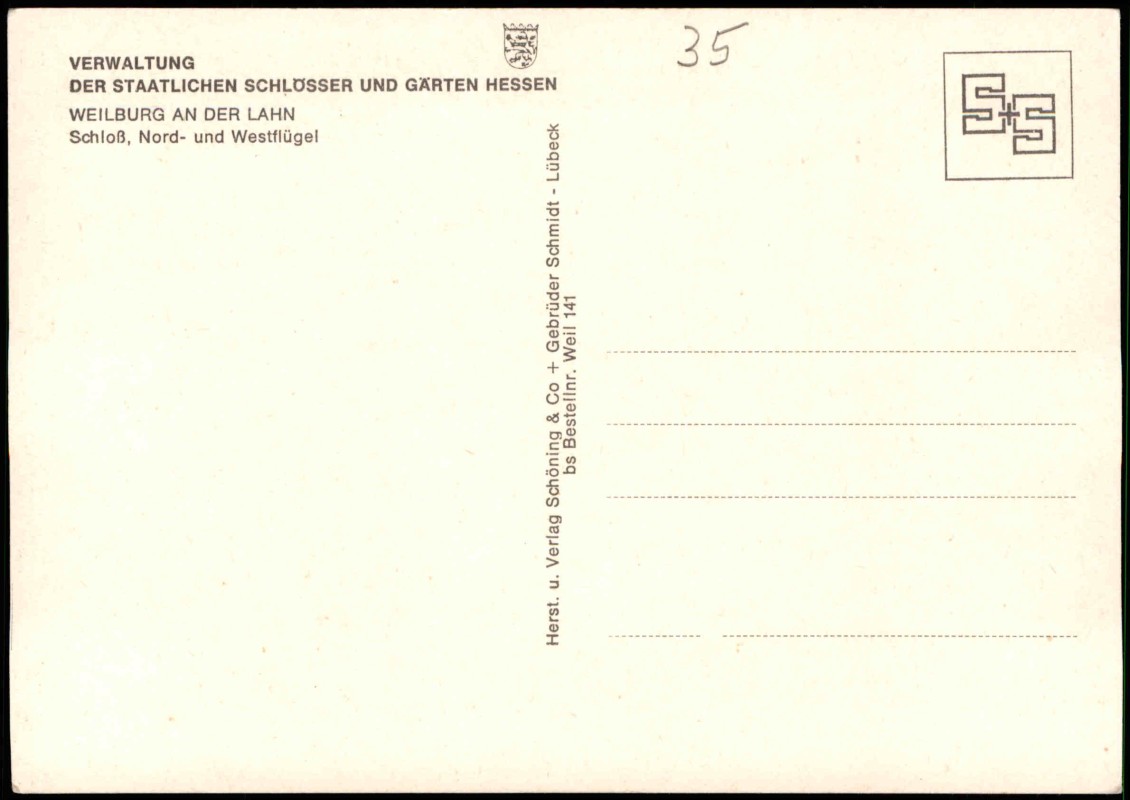 VERWALTUNG
DER STAATLICHEN SCHLÖSSER UND GÄRTEN HESSEN
WEILBURG AN DER LAHN
Schloß, Nord- und Westflügel
35
S+S
Herst. u. Verlag Schöning & Co + Gebrüder Schmidt - Lübeck
bs Bestellnr. Weil 141